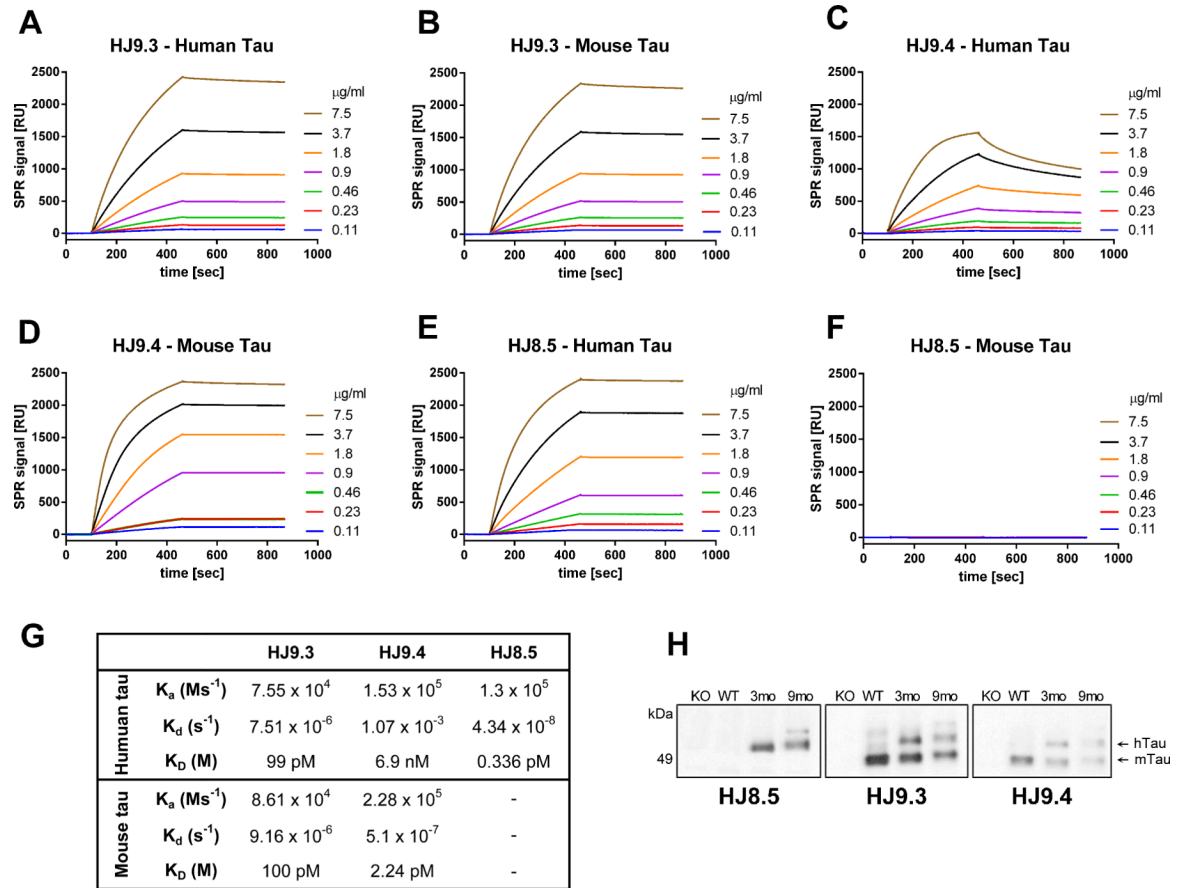 A
HJ9.3 - Human Tau
SPR signal [RU]
2500
2000
1500
1000
500
0
0 200 400 600 800 1000
time [sec]
μg/ml
7.5
3.7
1.8
0.9
0.46
0.23
0.11
B
HJ9.3 - Mouse Tau
SPR signal [RU]
2500
2000
1500
1000
500
0
0 200 400 600 800 1000
time [sec]
μg/ml
7.5
3.7
1.8
0.9
0.46
0.23
0.11
C
HJ9.4 - Human Tau
SPR signal [RU]
2500
2000
1500
1000
500
0
0 200 400 600 800 1000
time [sec]
μg/ml
7.5
3.7
1.8
0.9
0.46
0.23
0.11
D
HJ9.4 - Mouse Tau
SPR signal [RU]
2500
2000
1500
1000
500
0
0 200 400 600 800 1000
time [sec]
μg/ml
7.5
3.7
1.8
0.9
0.46
0.23
0.11
E
HJ8.5 - Human Tau
SPR signal [RU]
2500
2000
1500
1000
500
0
0 200 400 600 800 1000
time [sec]
μg/ml
7.5
3.7
1.8
0.9
0.46
0.23
0.11
F
HJ8.5 - Mouse Tau
SPR signal [RU]
2500
2000
1500
1000
500
0
0 200 400 600 800 1000
time [sec]
μg/ml
7.5
3.7
1.8
0.9
0.46
0.23
0.11
G
HJ9.3 HJ9.4 HJ8.5
Human tau
Ka (Ms⁻¹) 7.55 x 10⁴ 1.53 x 10⁵ 1.3 x 10⁵
Kd (s⁻¹) 7.51 x 10⁻⁶ 1.07 x 10⁻³ 4.34 x 10⁻⁸
KD (M) 99 pM 6.9 nM 0.336 pM
Mouse tau
Ka (Ms⁻¹) 8.61 x 10⁴ 2.28 x 10⁵ -
Kd (s⁻¹) 9.16 x 10⁻⁶ 5.1 x 10⁻⁷ -
KD (M) 100 pM 2.24 pM -
H
KO WT 3mo 9mo KO WT 3mo 9mo KO WT 3mo 9mo
kDa
49
← hTau
← mTau
HJ8.5 HJ9.3 HJ9.4